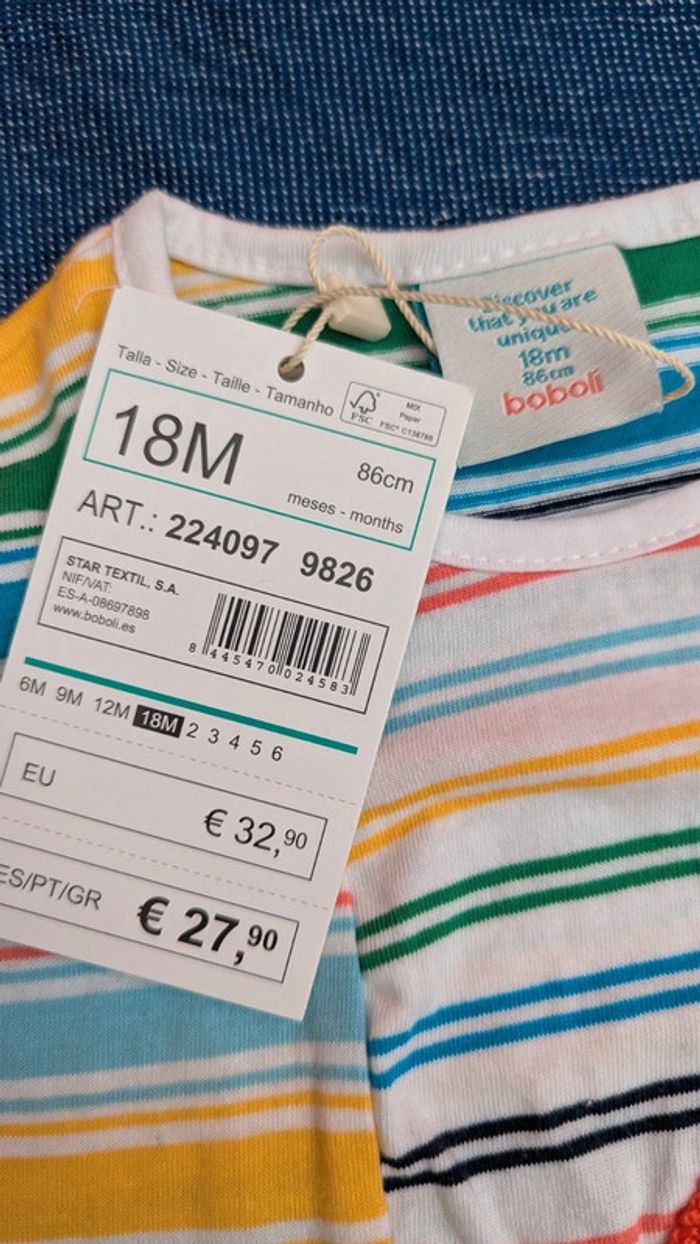 Discover
that you are
unique
18m
86cm
boboli
Talla - Size - Taille - Tamanho
FSC
MIX
Paper
FSC® C138769
18M
86cm
meses - months
ART.: 224097 9826
STAR TEXTIL, S.A.
NIF/VAT:
ES-A-08697898
www.boboli.es
8 445470 024583
6M 9M 12M 18M 2 3 4 5 6
EU
€ 32,90
ES/PT/GR
€ 27,90